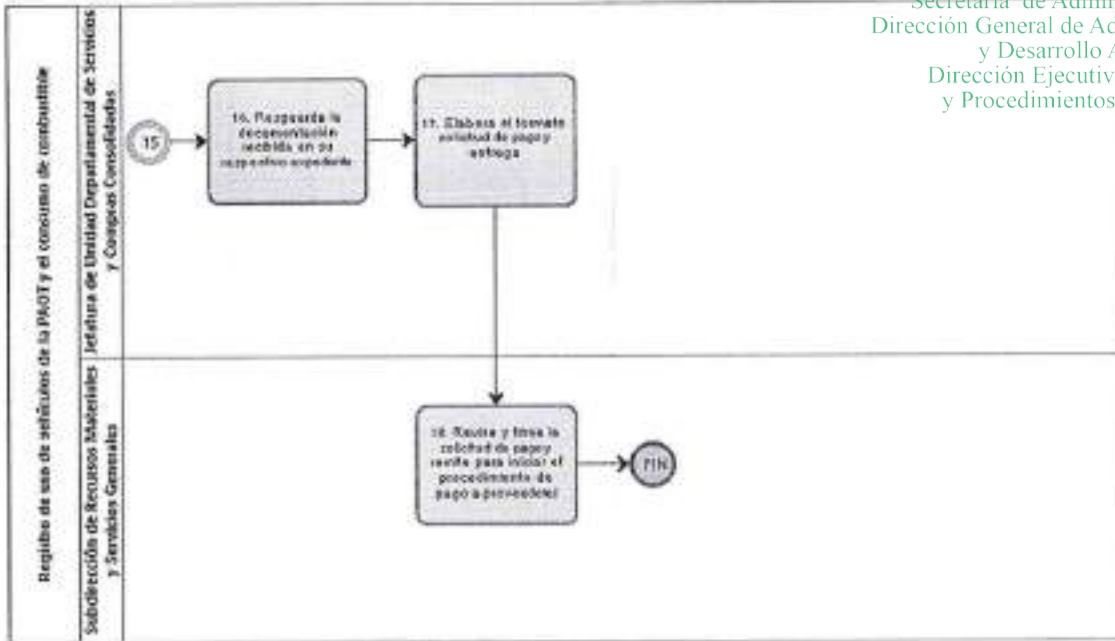 Secretaría de Admin
Dirección General de Ad
y Desarrollo A
Dirección Ejecutiv
y Procedimientos
Registro de uso de vehículos de la PAOT y el consumo de combustible
Jefatura de Unidad Departamental de Servicios
y Compras Consolidadas
15
16. Resguarda la
documentación
recibida en su
respectivo expediente
17. Elabora el formato
solicitud de pago y
entrega
Subdirección de Recursos Materiales
y Servicios Generales
18. Revisa y firma la
solicitud de pago y
remite para iniciar el
procedimiento de
pago a proveedores
FIN